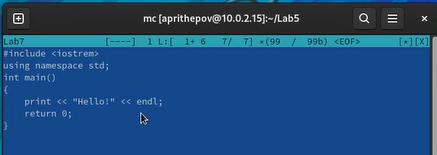 mc [aprithepov@10.0.2.15]:~/Lab5
Lab7 [----] 1 L:[ 1+ 6 7/ 7] *(99 / 99b) <EOF> [*][X]
#include <iostrem>
using namespace std;
int main()
{
print << "Hello!" << endl;
return 0;
}